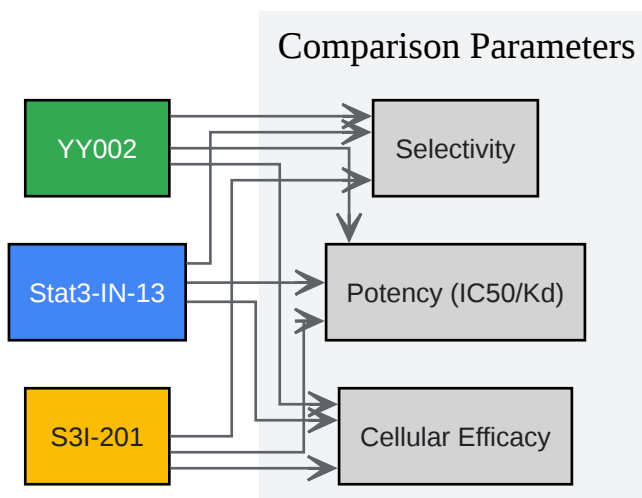 Comparison Parameters
YY002
Selectivity
Stat3-IN-13
Potency (IC50/Kd)
S3I-201
Cellular Efficacy